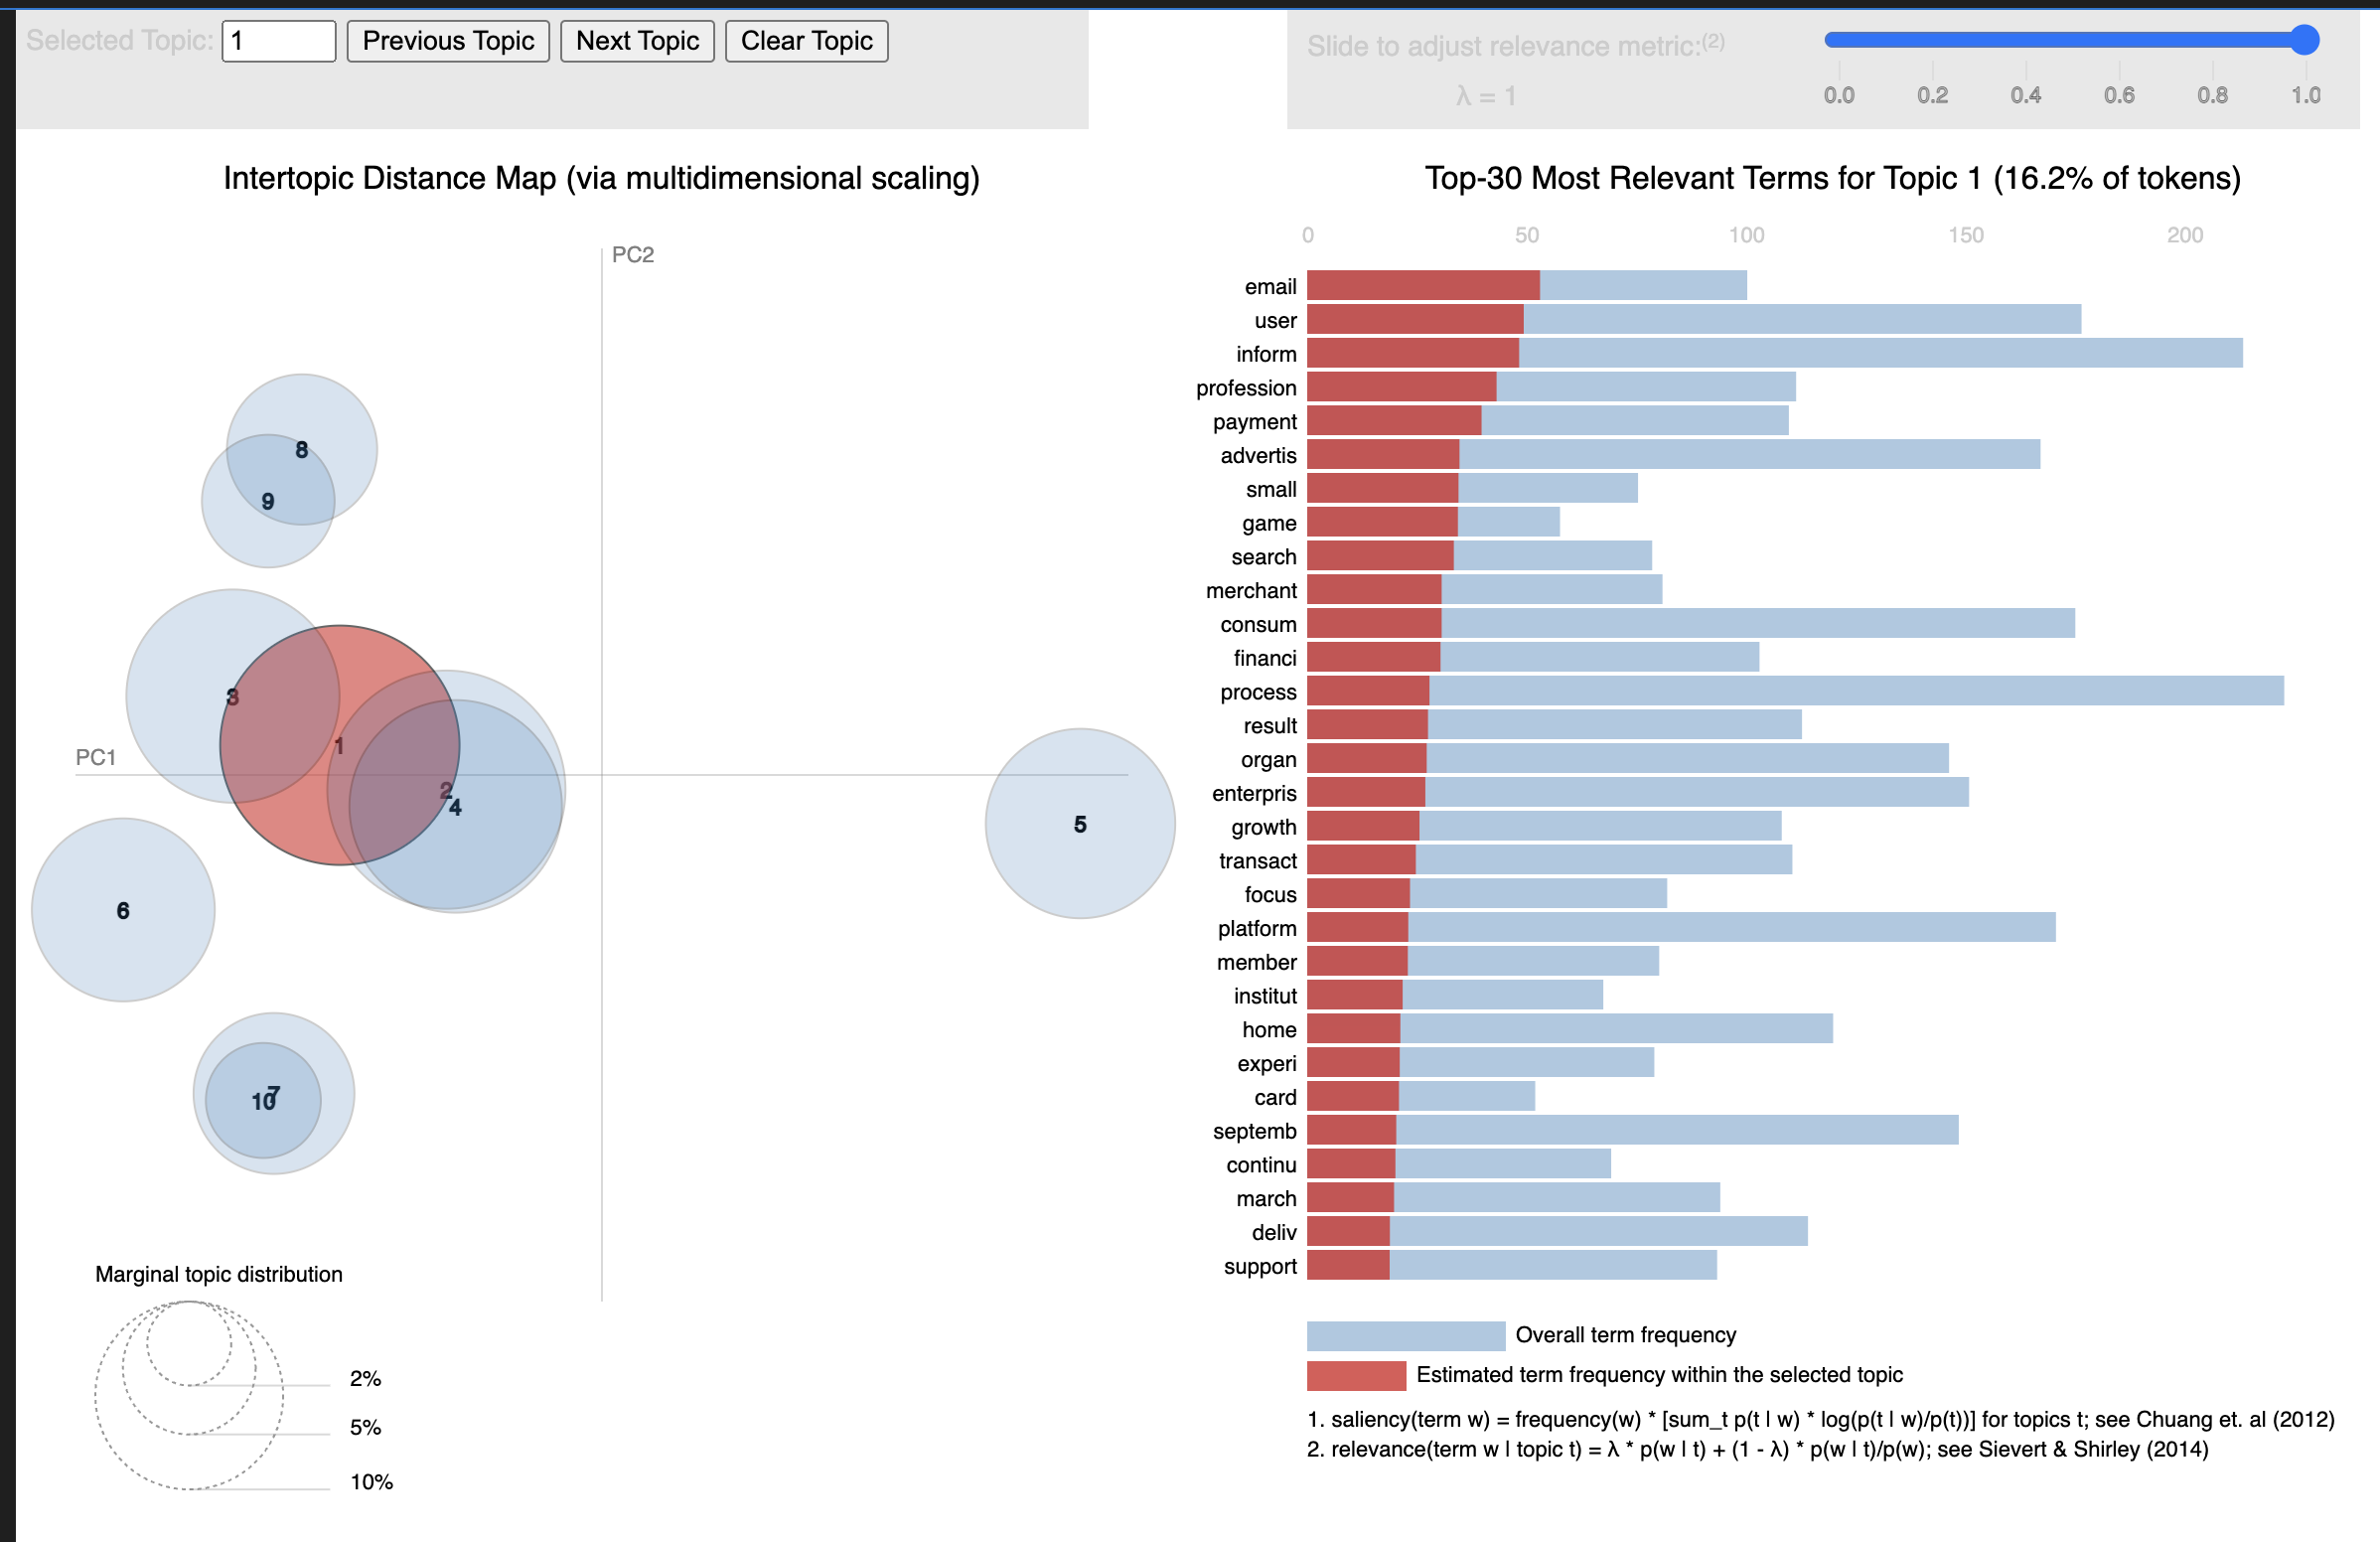 Selected Topic: 1 Previous Topic Next Topic Clear Topic
Slide to adjust relevance metric:(2)
λ = 1
0.0 0.2 0.4 0.6 0.8 1.0
Intertopic Distance Map (via multidimensional scaling)
PC2
8
9
3
1
PC1
2
4
5
6
7
10
Marginal topic distribution
2%
5%
10%
Top-30 Most Relevant Terms for Topic 1 (16.2% of tokens)
0 50 100 150 200
email
user
inform
profession
payment
advertis
small
game
search
merchant
consum
financi
process
result
organ
enterpris
growth
transact
focus
platform
member
institut
home
experi
card
septemb
continu
march
deliv
support
Overall term frequency
Estimated term frequency within the selected topic
1. saliency(term w) = frequency(w) * [sum_t p(t | w) * log(p(t | w)/p(t))] for topics t; see Chuang et. al (2012)
2. relevance(term w | topic t) = λ * p(w | t) + (1 - λ) * p(w | t)/p(w); see Sievert & Shirley (2014)